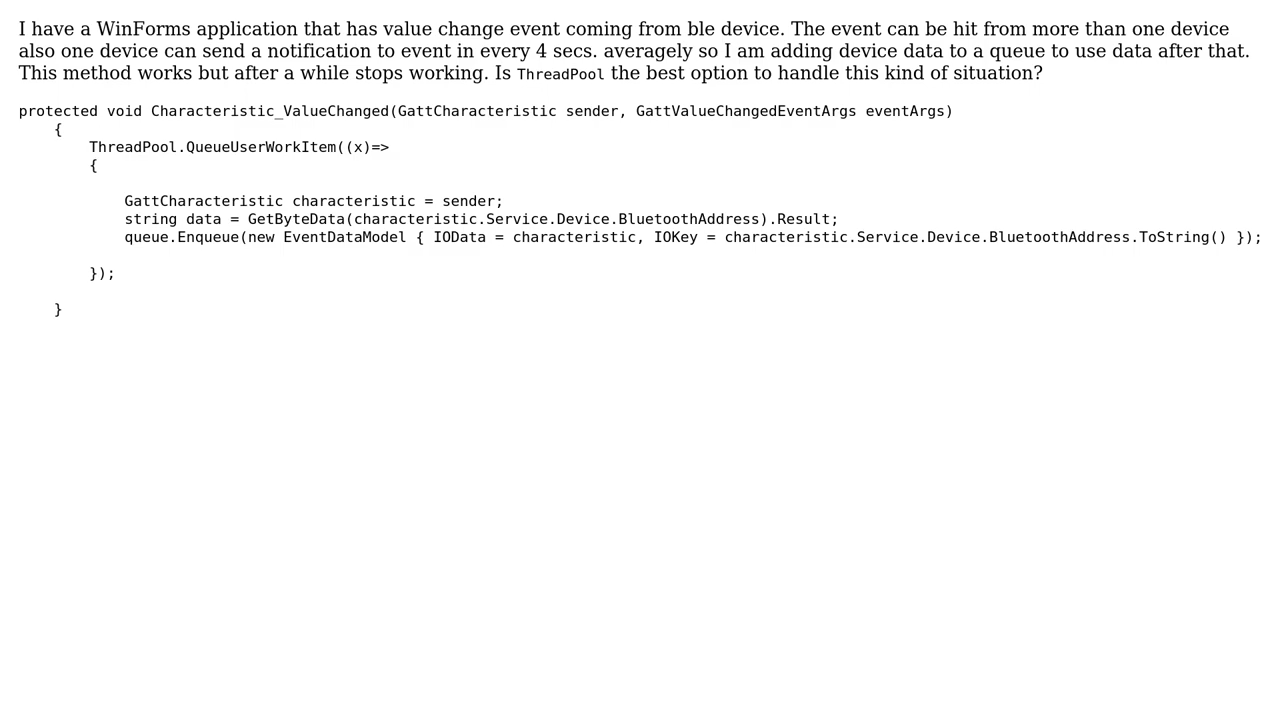 I have a WinForms application that has value change event coming from ble device. The event can be hit from more than one device
also one device can send a notification to event in every 4 secs. averagely so I am adding device data to a queue to use data after that.
This method works but after a while stops working. Is ThreadPool the best option to handle this kind of situation?
protected void Characteristic_ValueChanged(GattCharacteristic sender, GattValueChangedEventArgs eventArgs)
    {
        ThreadPool.QueueUserWorkItem((x)=>
        {
            GattCharacteristic characteristic = sender;
            string data = GetByteData(characteristic.Service.Device.BluetoothAddress).Result;
            queue.Enqueue(new EventDataModel { IOData = characteristic, IOKey = characteristic.Service.Device.BluetoothAddress.ToString() });
        });
    }